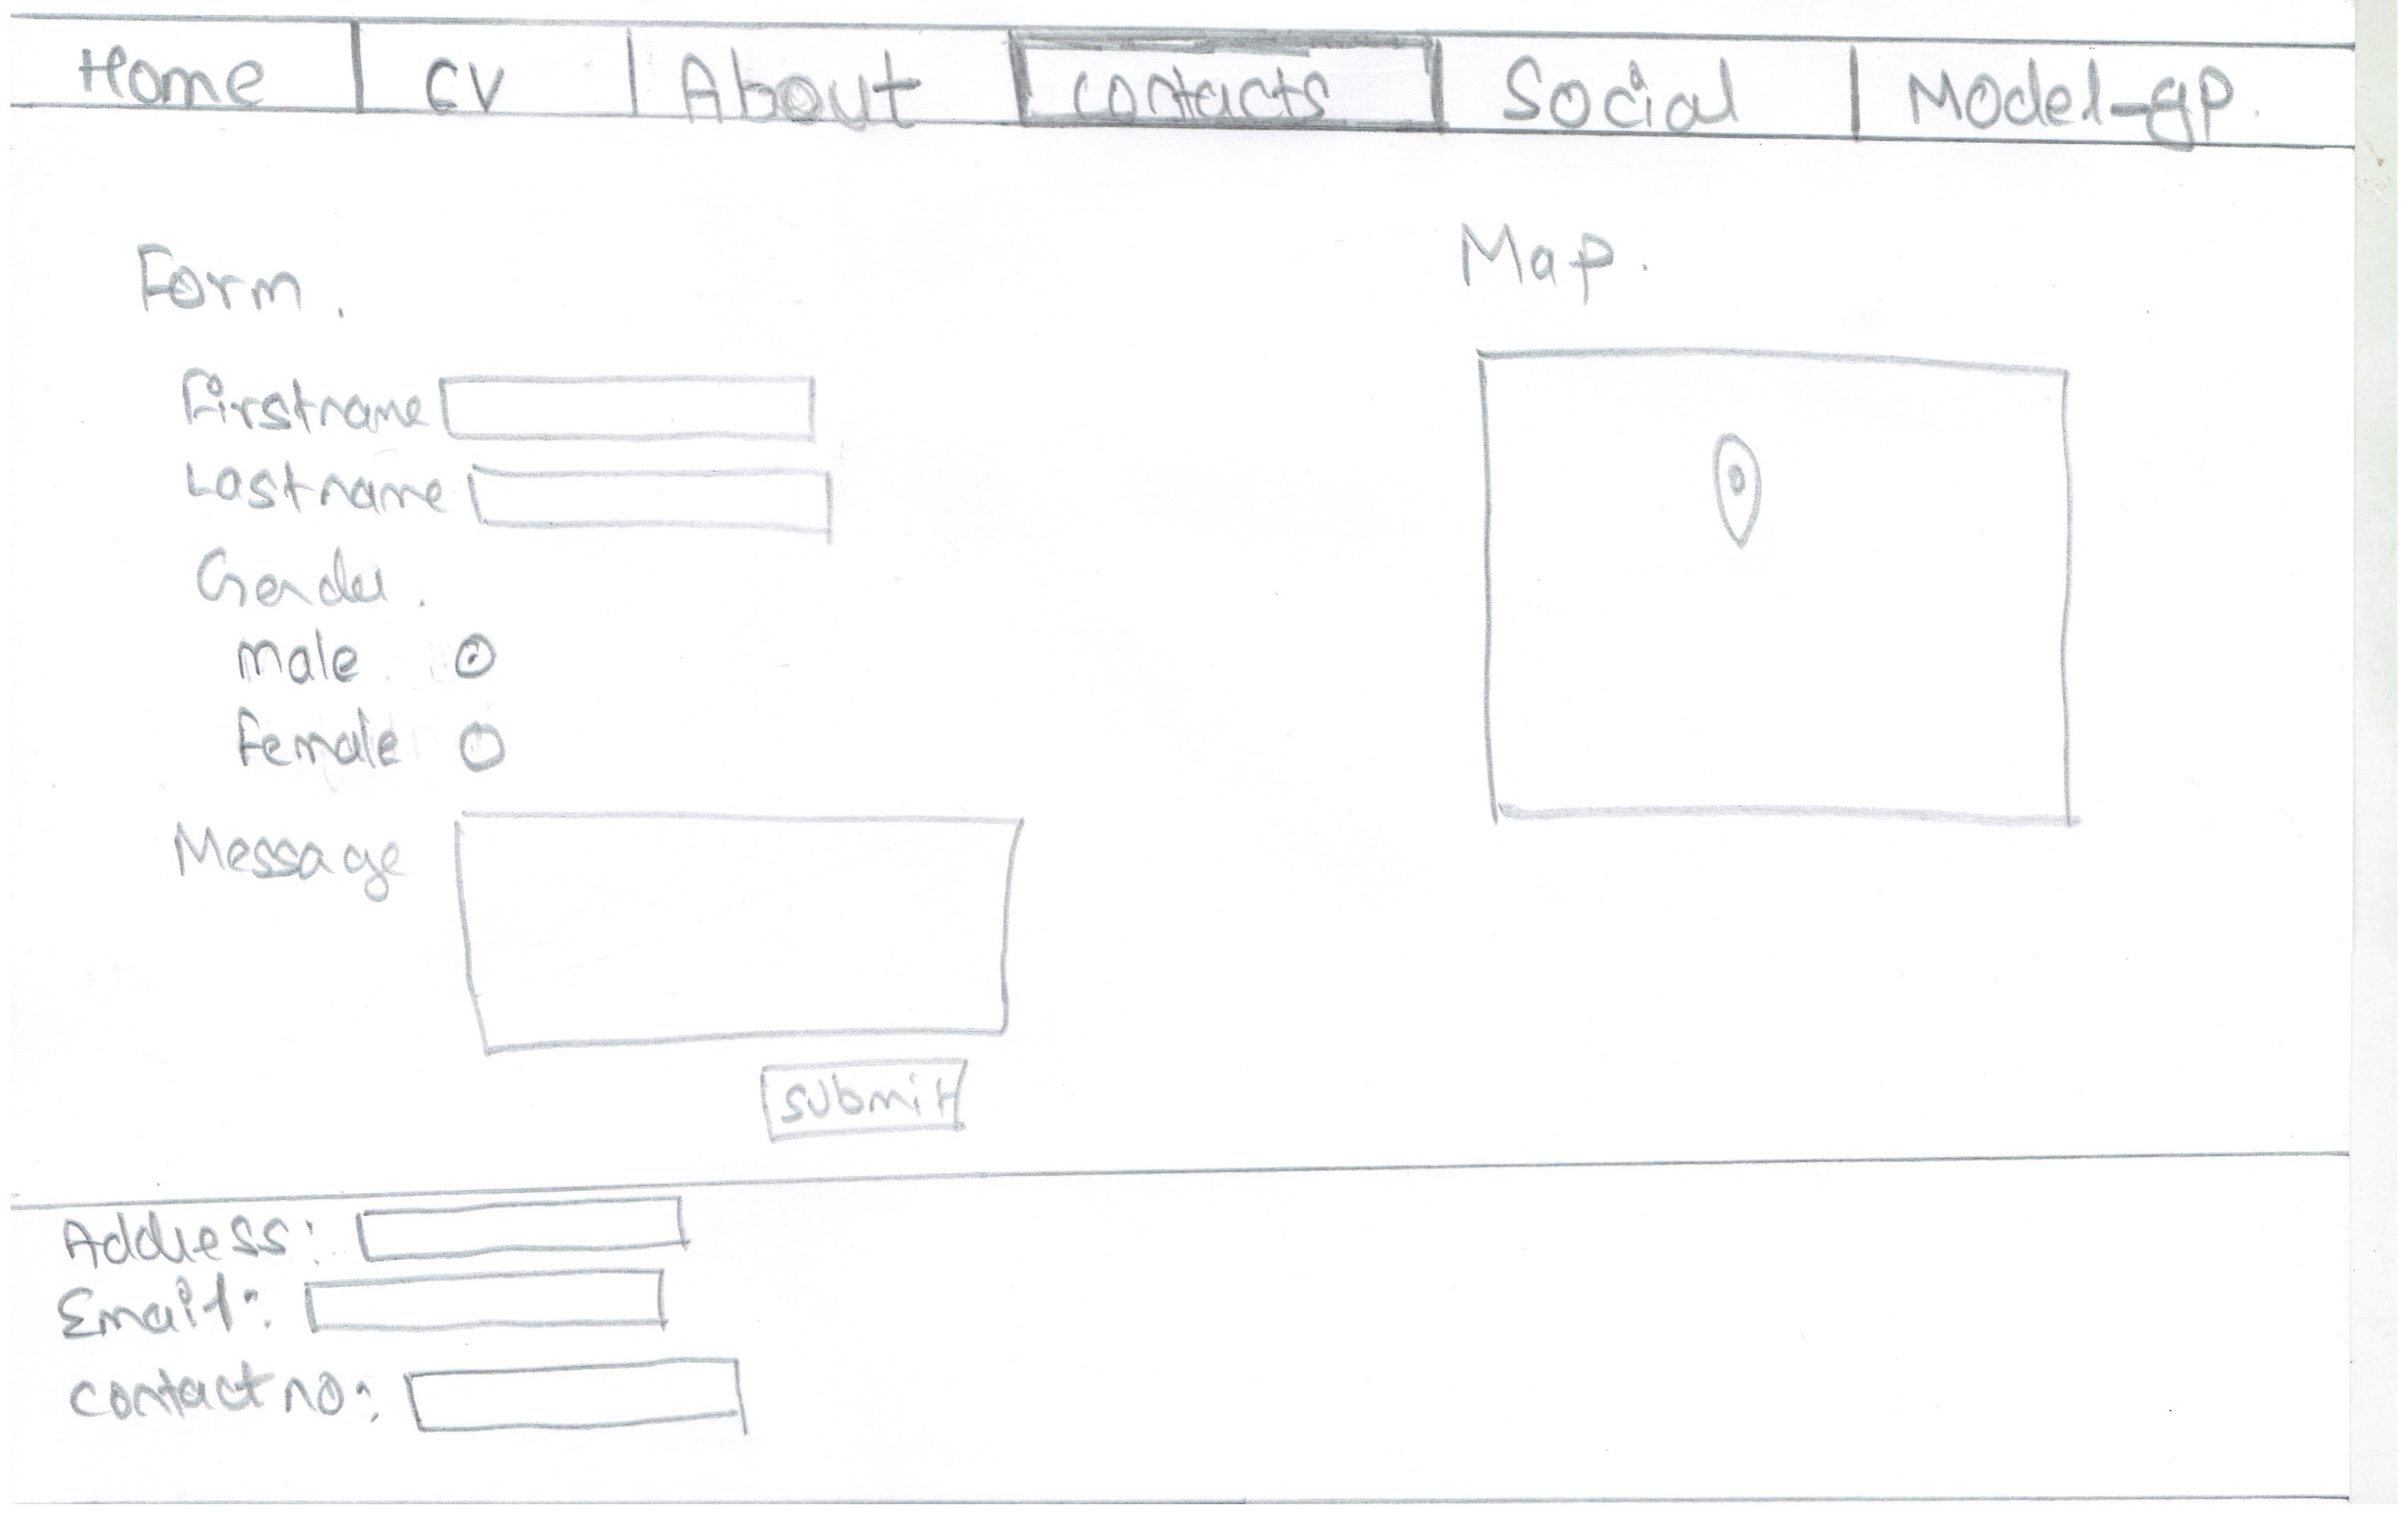 Home CV About contacts Social Model-gp.
Form.
Map.
Firstname
Lastname
Gender.
male
female
Message
submit
Address:
Email:
contact no: